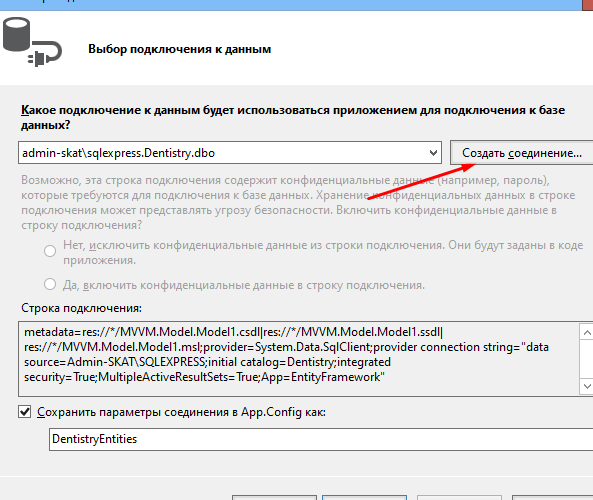 Выбор подключения к данным
Какое подключение к данным будет использоваться приложением для подключения к базе
данных?
admin-skat\sqlexpress.Dentistry.dbo
Создать соединение...
Возможно, эта строка подключения содержит конфиденциальные данные (например, пароль),
которые требуются для подключения к базе данных. Хранение конфиденциальных данных в строке
подключения может представлять угрозу безопасности. Включить конфиденциальные данные в
строку подключения?
Нет, исключить конфиденциальные данные из строки подключения. Они будут заданы в коде
приложения.
Да, включить конфиденциальные данные в строку подключения.
Строка подключения:
metadata=res://*/MVVM.Model.Model1.csdl|res://*/MVVM.Model.Model1.ssdl|
res://*/MVVM.Model.Model1.msl;provider=System.Data.SqlClient;provider connection string="data
source=Admin-SKAT\SQLEXPRESS;initial catalog=Dentistry;integrated
security=True;MultipleActiveResultSets=True;App=EntityFramework"
Сохранить параметры соединения в App.Config как:
DentistryEntities